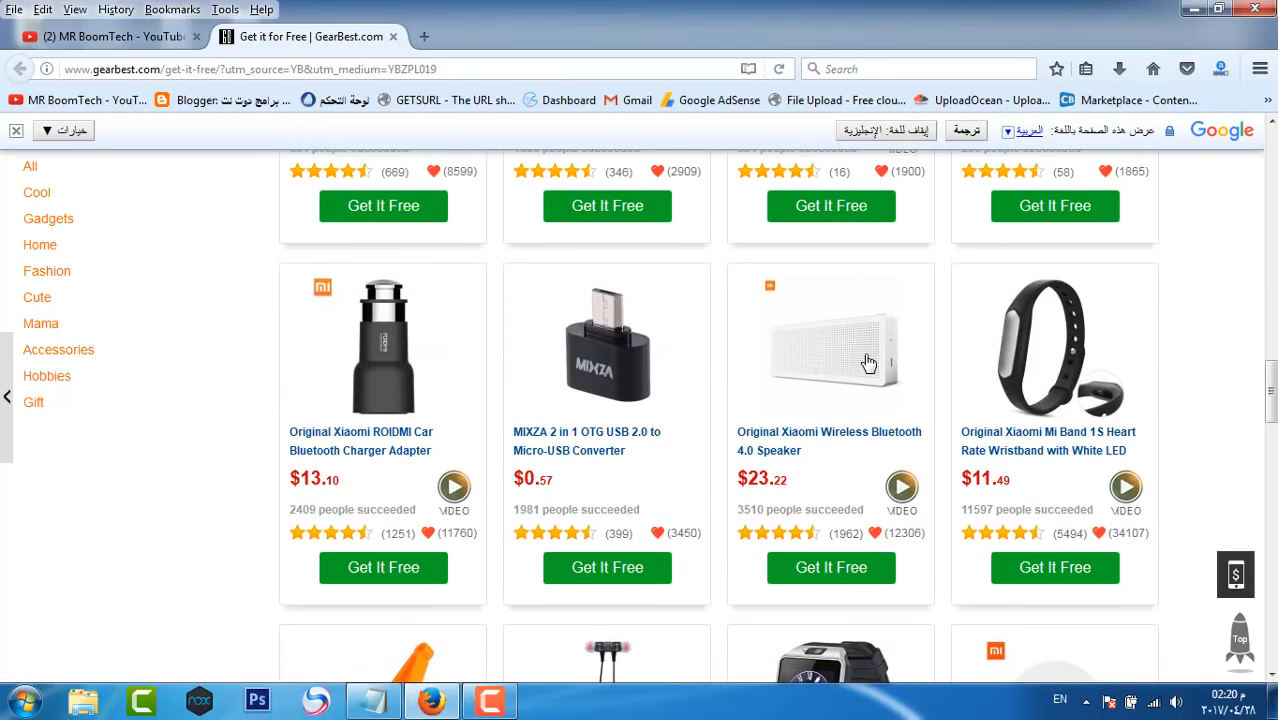 File Edit View History Bookmarks Tools Help
(2) MR BoomTech - YouTube
Get it for Free | GearBest.com
www.gearbest.com/get-it-free/?utm_source=YB&utm_medium=YBZPL019
Search
MR BoomTech - YouT... Blogger: برامج دوت نت ... لوحة التحكم GETSURL - The URL sh... Dashboard Gmail Google AdSense File Upload - Free clou... UploadOcean - Uploa... Marketplace - Conten...
خيارات ▼
عرض هذه الصفحة باللغة: العربية ترجمة إيقاف للغة: الإنجليزية
Google
All
Cool
Gadgets
Home
Fashion
Cute
Mama
Accessories
Hobbies
Gift
(669) (8599)
Get It Free
(346) (2909)
Get It Free
(16) (1900)
Get It Free
(58) (1865)
Get It Free
Original Xiaomi ROIDMI Car
Bluetooth Charger Adapter
$13.10
VIDEO
2409 people succeeded
(1251) (11760)
Get It Free
MIXZA
MIXZA 2 in 1 OTG USB 2.0 to
Micro-USB Converter
$0.57
1981 people succeeded
(399) (3450)
Get It Free
Original Xiaomi Wireless Bluetooth
4.0 Speaker
$23.22
VIDEO
3510 people succeeded
(1962) (12306)
Get It Free
Original Xiaomi Mi Band 1S Heart
Rate Wristband with White LED
$11.49
VIDEO
11597 people succeeded
(5494) (34107)
Get It Free
Top
EN
02:20 م
٢٠١٧/٠٤/٢٨